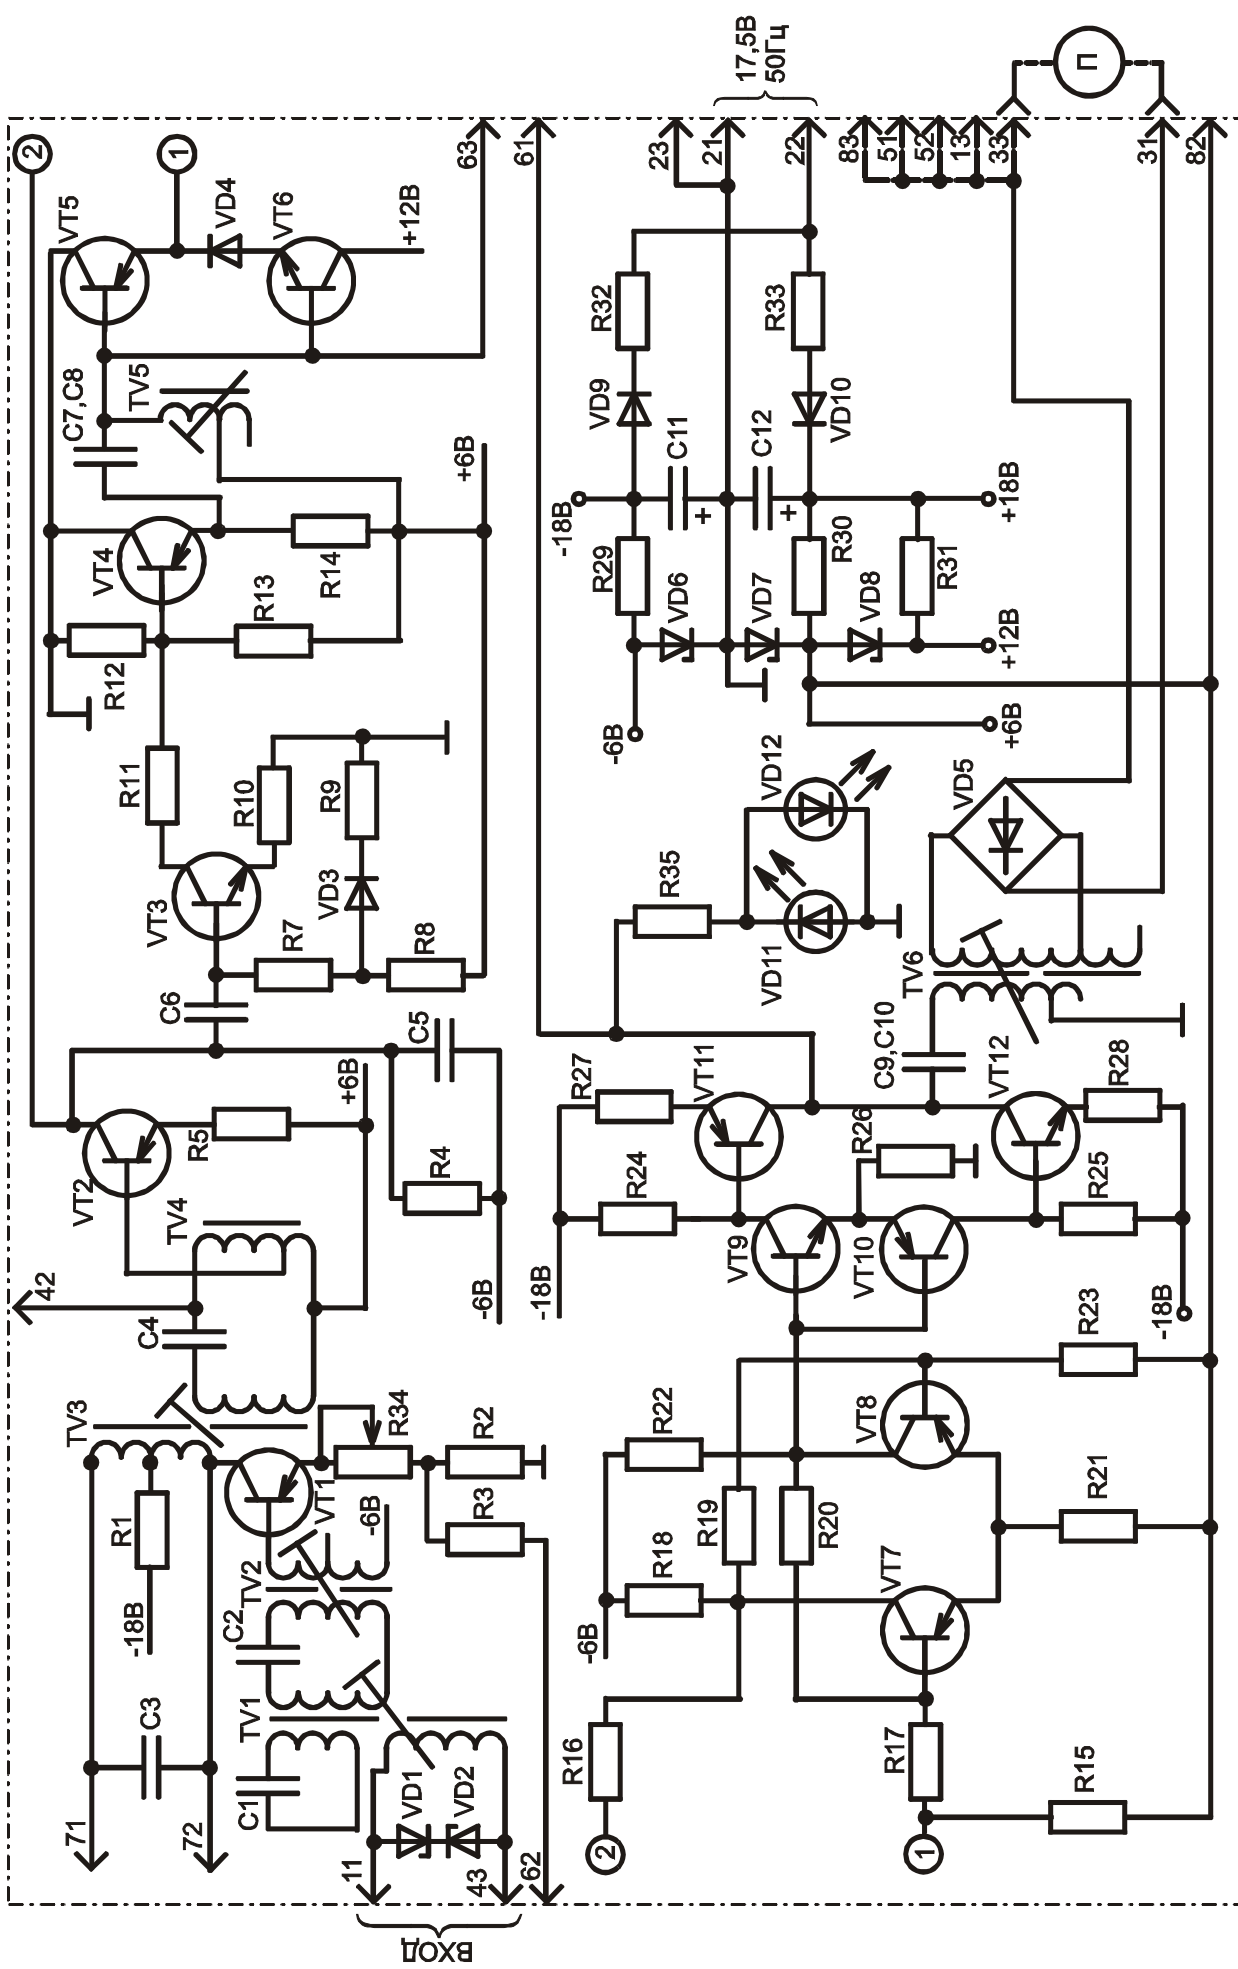 2
1
VT5
VD4
VT6
+12В
63
61
23
21
22
83
51
52
13
33
31
82
17,5В
50Гц
П
C7,C8
TV5
+6В
R32
R33
VD9
VD10
C11
C12
+
+
-18В
+18В
VT4
R14
R13
R12
R29
R30
R31
VD6
VD7
VD8
+12В
-6В
+6В
R11
R10
R9
VD3
VT3
R7
R8
R35
VD12
VD11
VD5
C6
C5
TV6
C9,C10
R27
VT11
VT12
R28
+6В
R5
R4
VT2
TV4
R24
R26
R25
VT9
VT10
42
-6В
-18В
-18В
C4
R23
TV3
R34
R2
R22
VT8
R1
VT1
-6В
R3
R19
R20
R21
-18В
TV2
C2
R18
VT7
-6В
C3
TV1
C1
VD1
VD2
R16
R17
R15
71
72
11
43
62
2
1
ВХОД